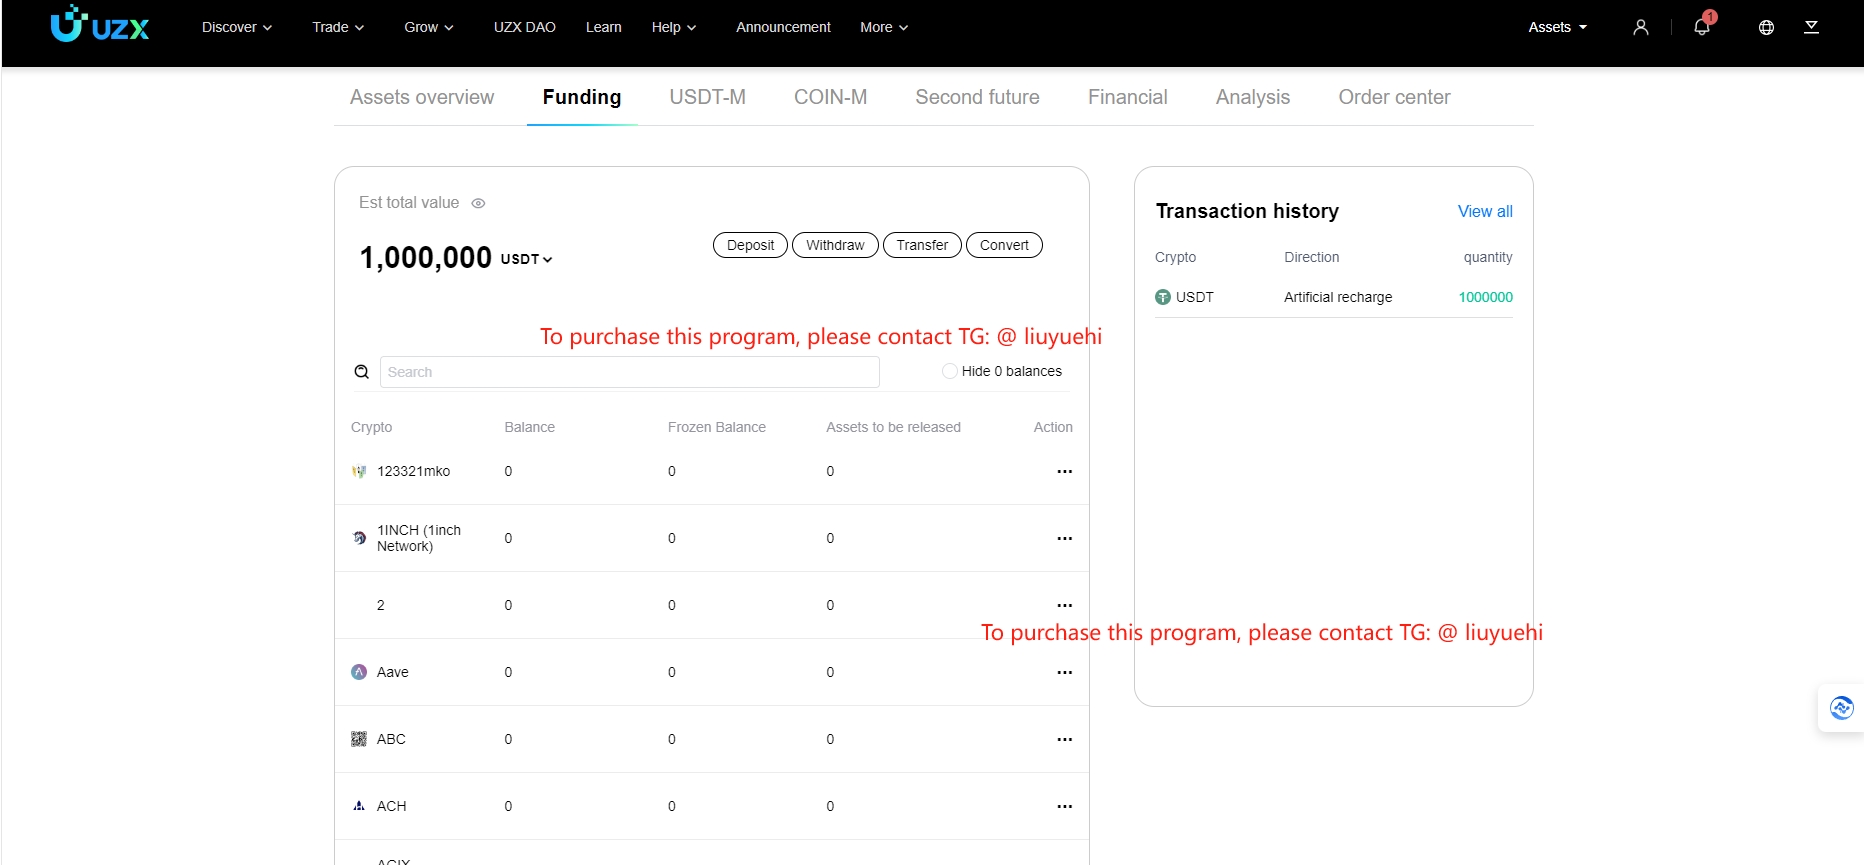 UZX
Discover
Trade
Grow
UZX DAO
Learn
Help
Announcement
More
Assets
1
Assets overview
Funding
USDT-M
COIN-M
Second future
Financial
Analysis
Order center
Est total value
1,000,000 USDT
Deposit
Withdraw
Transfer
Convert
To purchase this program, please contact TG: @ liuyuehi
Search
Hide 0 balances
Crypto Balance Frozen Balance Assets to be released Action
123321mko 0 0 0 ...
1INCH (1inch
Network) 0 0 0 ...
2 0 0 0 ...
Aave 0 0 0 ...
ABC 0 0 0 ...
ACH 0 0 0 ...
AGIX
Transaction history
View all
Crypto Direction quantity
USDT Artificial recharge 1000000
To purchase this program, please contact TG: @ liuyuehi